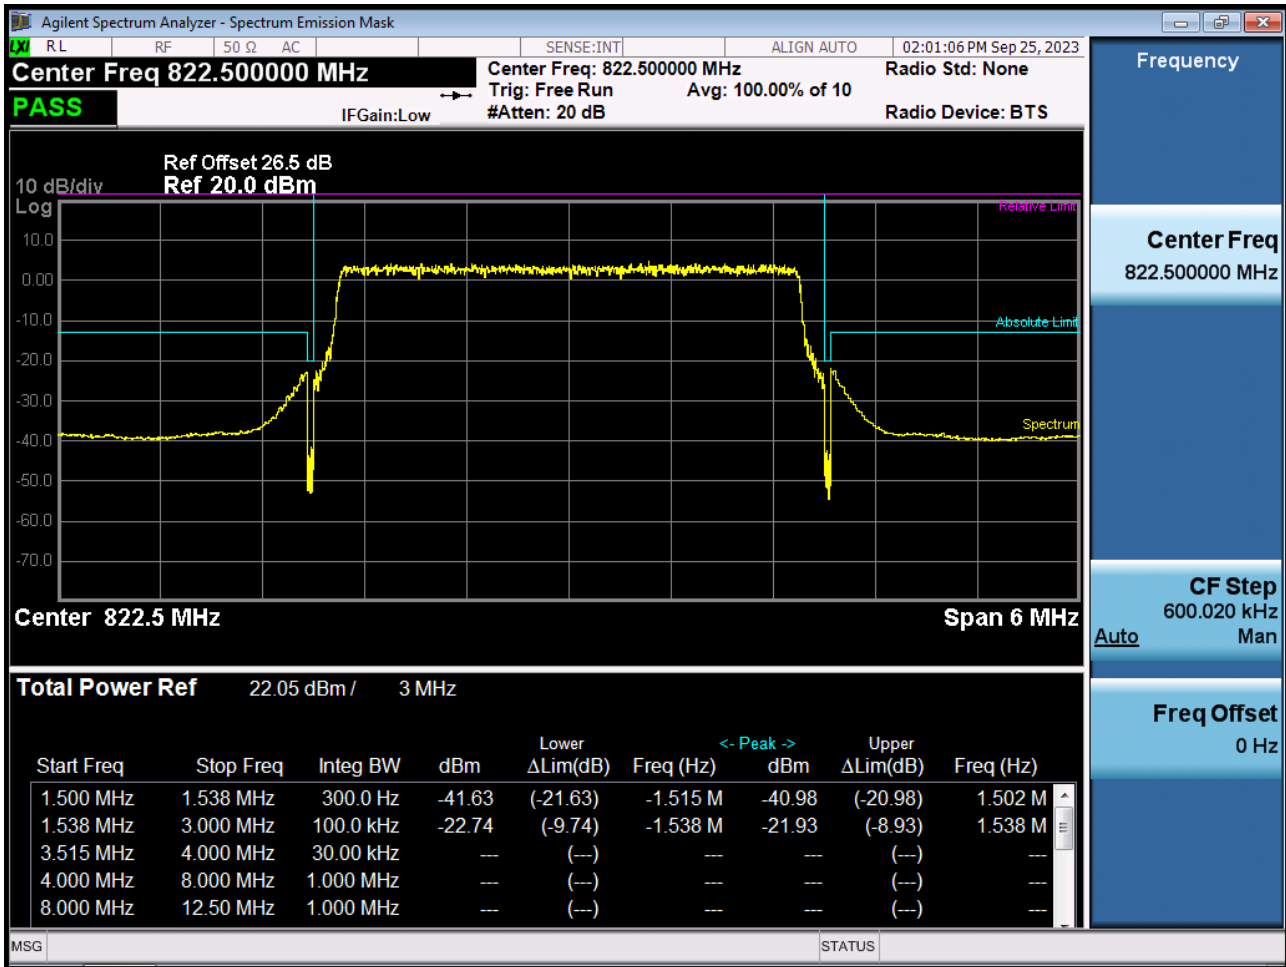 Agilent Spectrum Analyzer - Spectrum Emission Mask
LXI RL RF 50 Ω AC SENSE:INT ALIGN AUTO 02:01:06 PM Sep 25, 2023
Center Freq 822.500000 MHz
Center Freq: 822.500000 MHz Radio Std: None
Trig: Free Run Avg: 100.00% of 10
PASS
IFGain:Low #Atten: 20 dB Radio Device: BTS
Ref Offset 26.5 dB
10 dB/div Ref 20.0 dBm
Log
Relative Limit
10.0
0.00
-10.0
Absolute Limit
-20.0
-30.0
Spectrum
-40.0
-50.0
-60.0
-70.0
Center 822.5 MHz Span 6 MHz
Total Power Ref 22.05 dBm / 3 MHz
Lower <- Peak -> Upper
Start Freq Stop Freq Integ BW dBm ΔLim(dB) Freq (Hz) dBm ΔLim(dB) Freq (Hz)
1.500 MHz 1.538 MHz 300.0 Hz -41.63 (-21.63) -1.515 M -40.98 (-20.98) 1.502 M
1.538 MHz 3.000 MHz 100.0 kHz -22.74 (-9.74) -1.538 M -21.93 (-8.93) 1.538 M
3.515 MHz 4.000 MHz 30.00 kHz --- (---) --- --- (---) ---
4.000 MHz 8.000 MHz 1.000 MHz --- (---) --- --- (---) ---
8.000 MHz 12.50 MHz 1.000 MHz --- (---) --- --- (---) ---
MSG STATUS
Frequency
Center Freq
822.500000 MHz
CF Step
600.020 kHz
Auto Man
Freq Offset
0 Hz